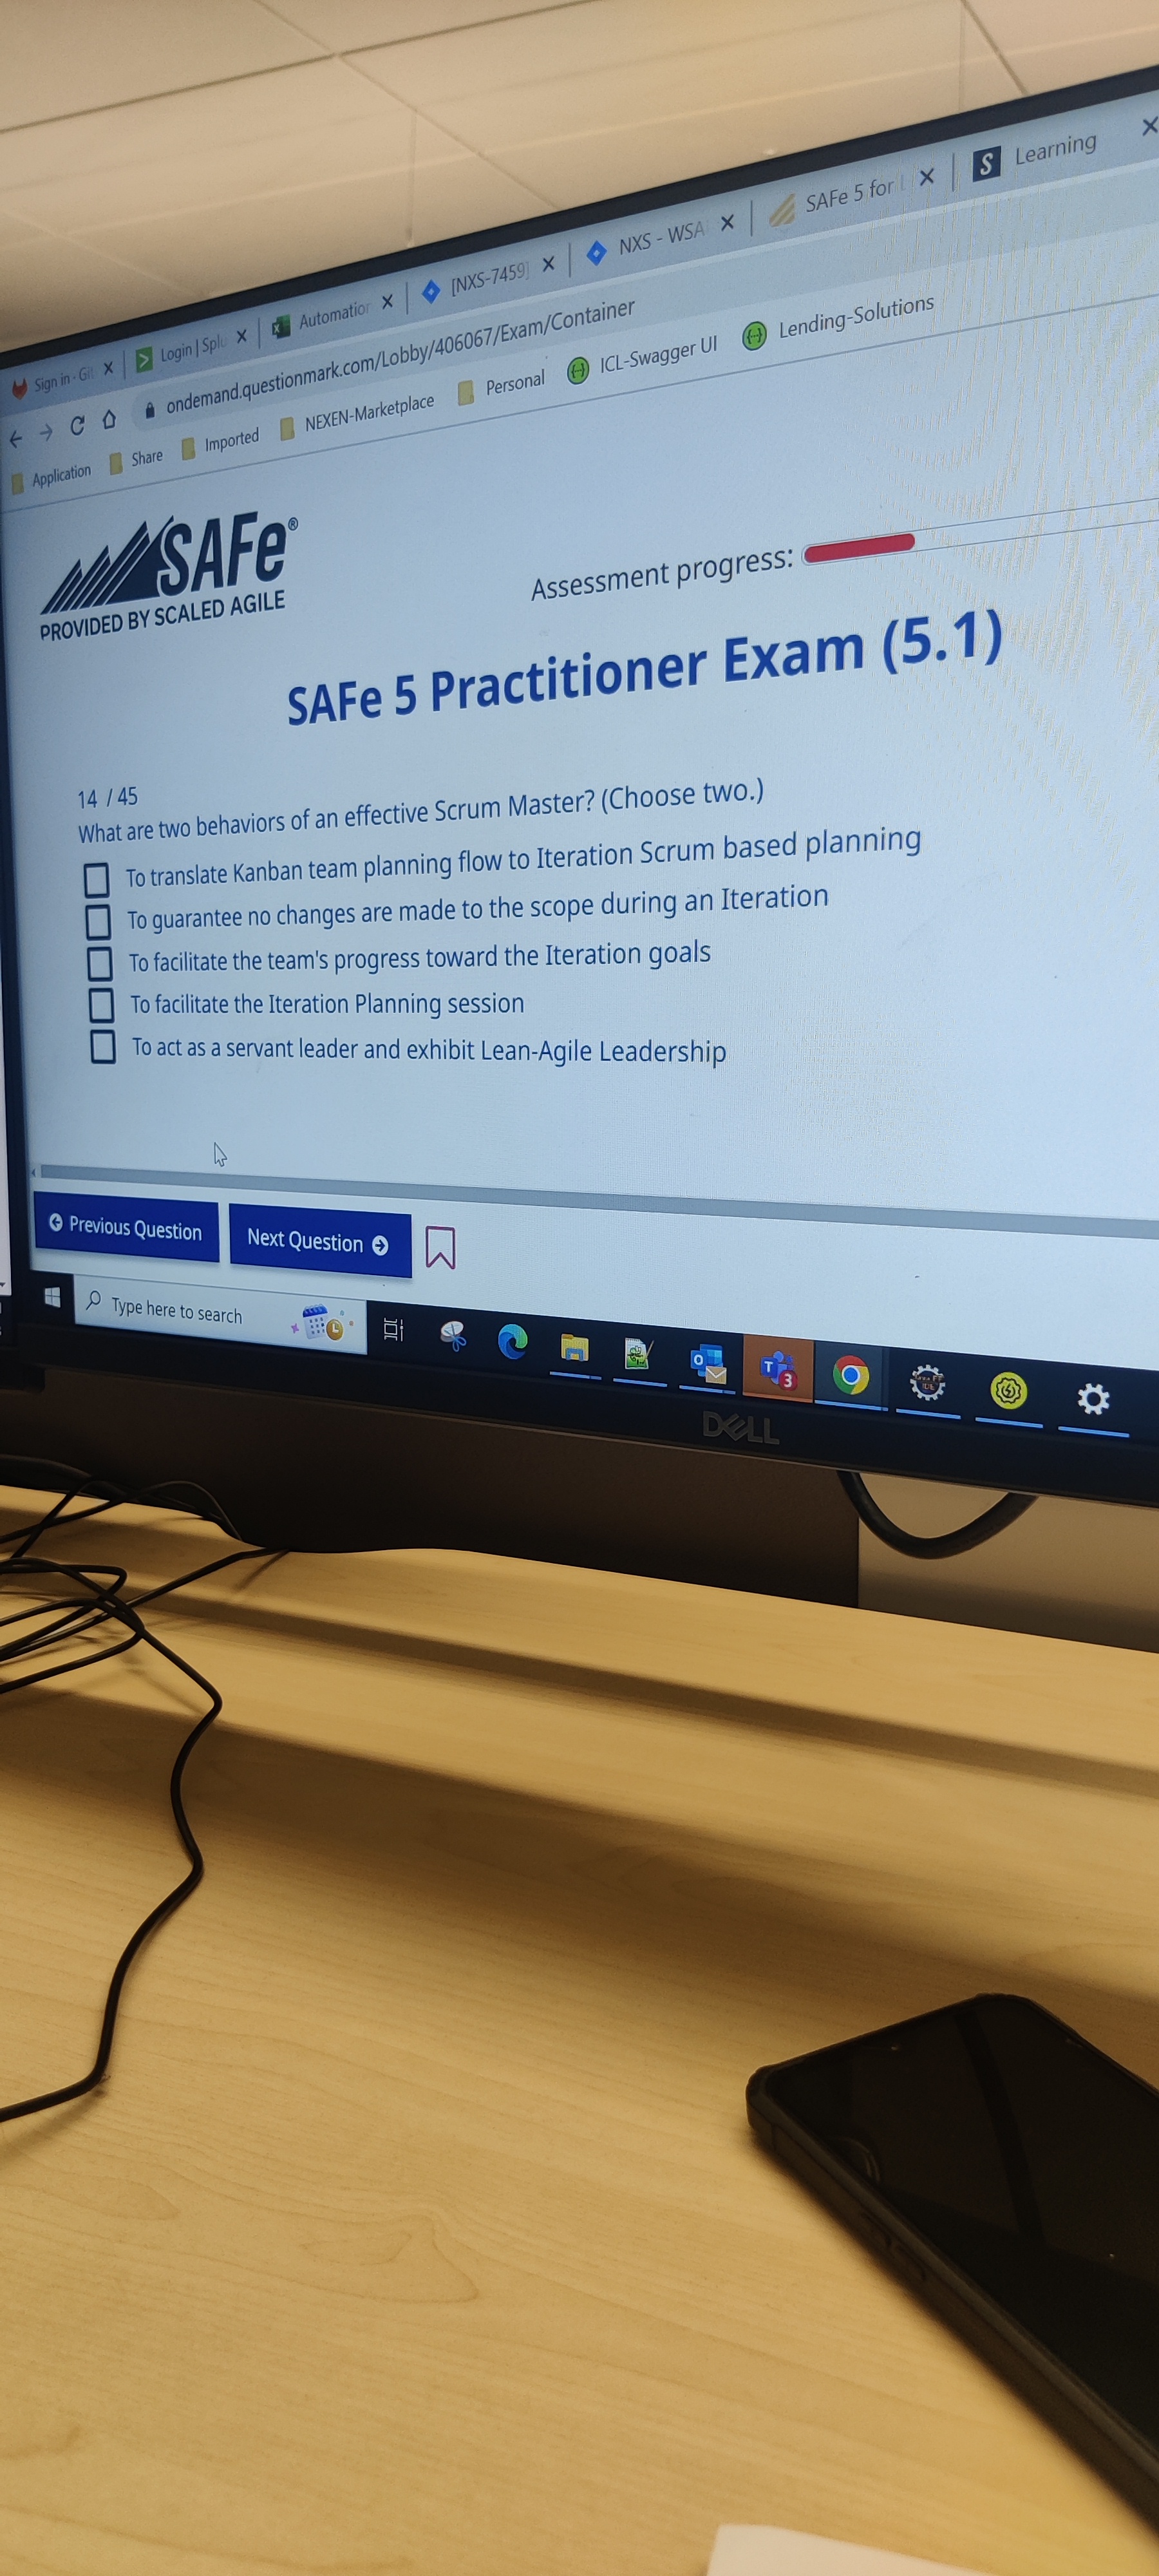 Sign in - Gi
Login | Splu
Automation
[NXS-7459]
NXS - WSA
SAFe 5 for L
S Learning
ondemand.questionmark.com/Lobby/406067/Exam/Container
Application
Share
Imported
NEXEN-Marketplace
Personal
ICL-Swagger UI
Lending-Solutions
SAFe®
PROVIDED BY SCALED AGILE
Assessment progress:
SAFe 5 Practitioner Exam (5.1)
14 / 45
What are two behaviors of an effective Scrum Master? (Choose two.)
To translate Kanban team planning flow to Iteration Scrum based planning
To guarantee no changes are made to the scope during an Iteration
To facilitate the team's progress toward the Iteration goals
To facilitate the Iteration Planning session
To act as a servant leader and exhibit Lean-Agile Leadership
Previous Question
Next Question
Type here to search
3
DELL